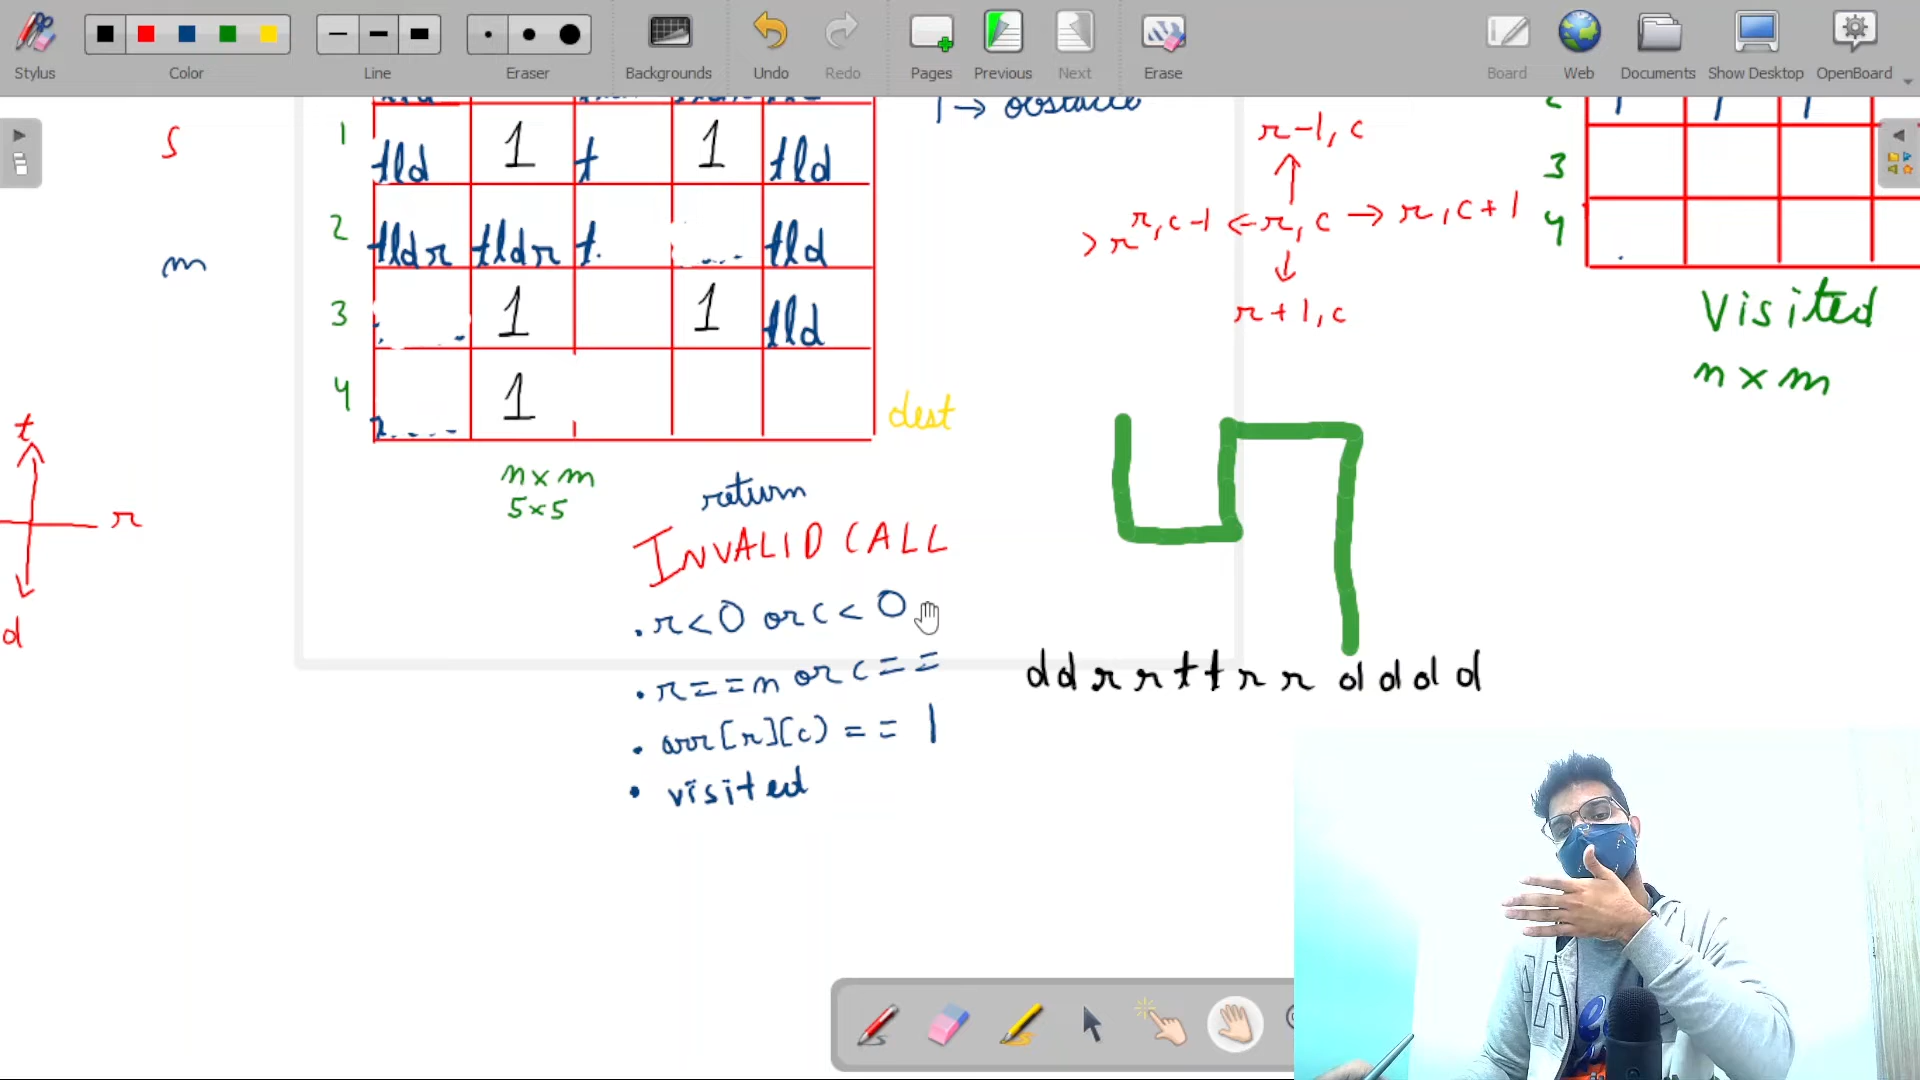 Stylus
Color
Line
Eraser
Backgrounds
Undo
Redo
Pages
Previous
Next
Erase
Board
Web
Documents
Show Desktop
OpenBoard
S
m
1 tld 1 t 1 tld
2 tldr tldr t tld
3 1 1 tld
4 1
dest
n x m
5 x 5
1 → obstacle
r-1, c
r, c-1 ← r, c → r, c+1
r+1, c
3
4
Visited
n x m
t
r
d
return
INVALID CALL
. r < 0 or c < 0
. r == n or c ==
. arr[r][c] == 1
. visited
d d r r t t r r d d d d